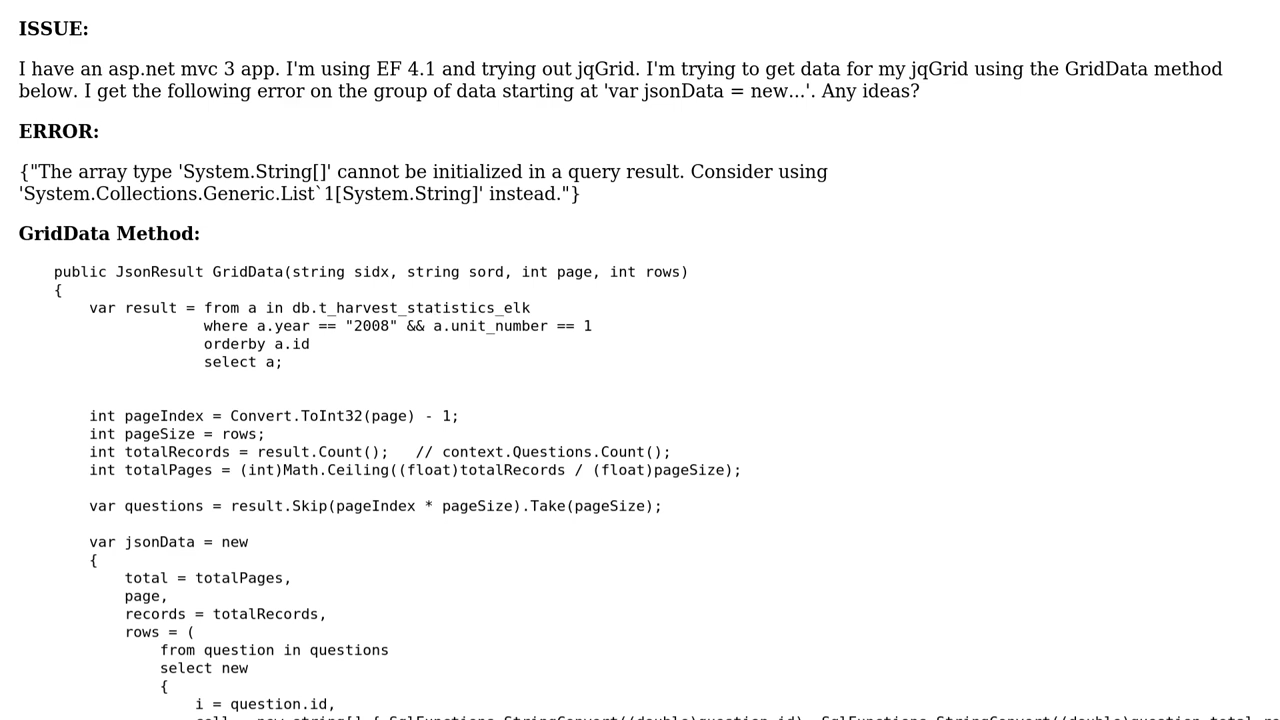 ISSUE:
I have an asp.net mvc 3 app. I'm using EF 4.1 and trying out jqGrid. I'm trying to get data for my jqGrid using the GridData method
below. I get the following error on the group of data starting at 'var jsonData = new...'. Any ideas?
ERROR:
{"The array type 'System.String[]' cannot be initialized in a query result. Consider using
'System.Collections.Generic.List`1[System.String]' instead."}
GridData Method:
public JsonResult GridData(string sidx, string sord, int page, int rows)
{
var result = from a in db.t_harvest_statistics_elk
where a.year == "2008" && a.unit_number == 1
orderby a.id
select a;
int pageIndex = Convert.ToInt32(page) - 1;
int pageSize = rows;
int totalRecords = result.Count();   // context.Questions.Count();
int totalPages = (int)Math.Ceiling((float)totalRecords / (float)pageSize);
var questions = result.Skip(pageIndex * pageSize).Take(pageSize);
var jsonData = new
{
total = totalPages,
page,
records = totalRecords,
rows = (
from question in questions
select new
{
i = question.id,